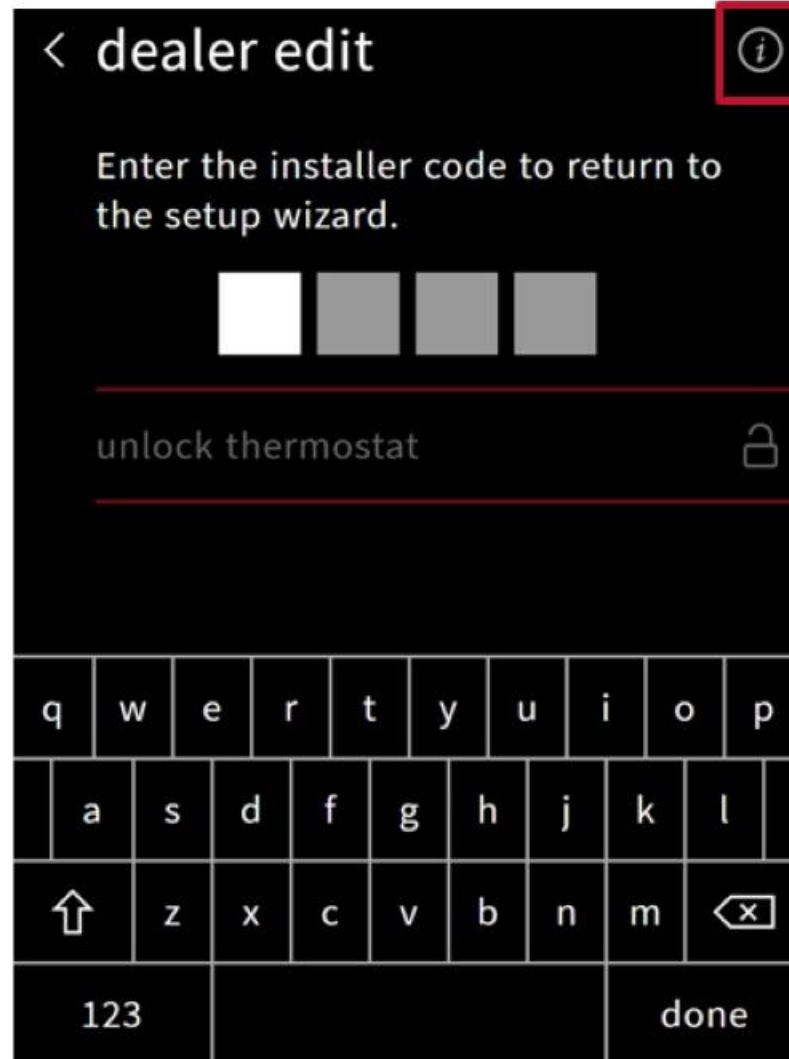 dealer edit
Enter the installer code to return to
the setup wizard.
unlock thermostat
q w e r t y u i o p
a s d f g h j k l
z x c v b n m
123 done